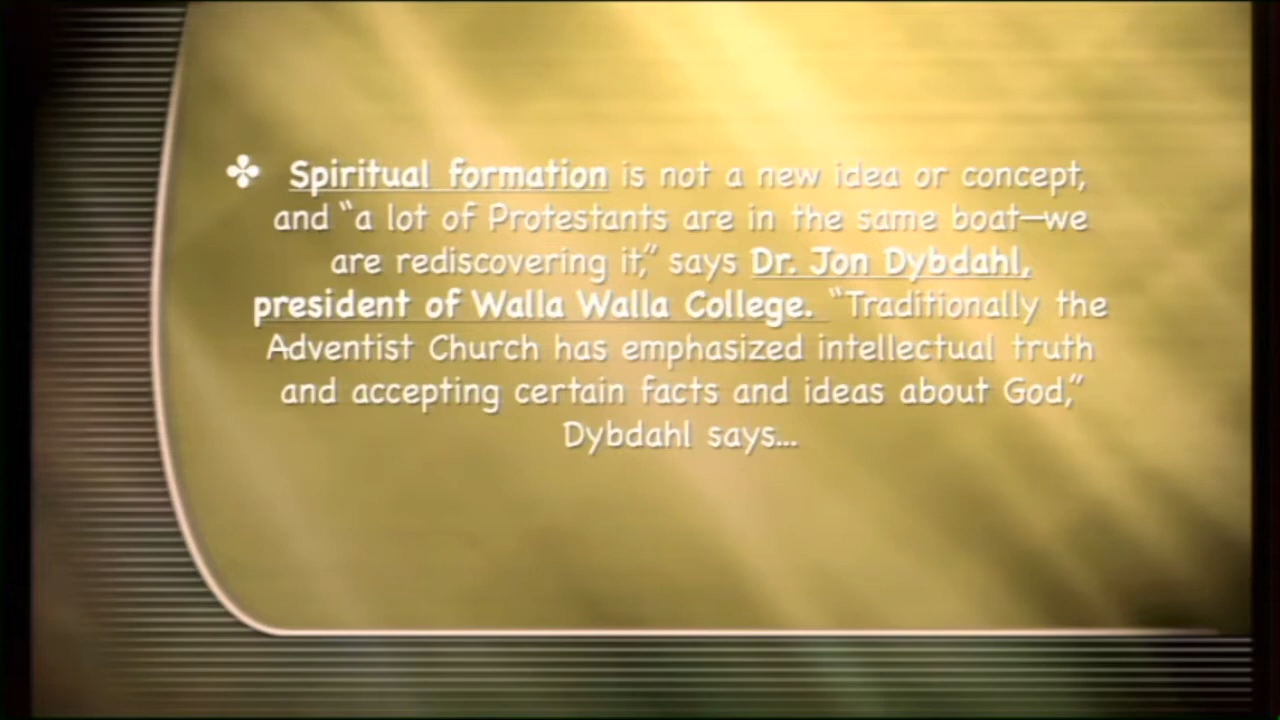 ✤ Spiritual formation is not a new idea or concept,
and “a lot of Protestants are in the same boat—we
are rediscovering it,” says Dr. Jon Dybdahl,
president of Walla Walla College. “Traditionally the
Adventist Church has emphasized intellectual truth
and accepting certain facts and ideas about God,”
Dybdahl says...